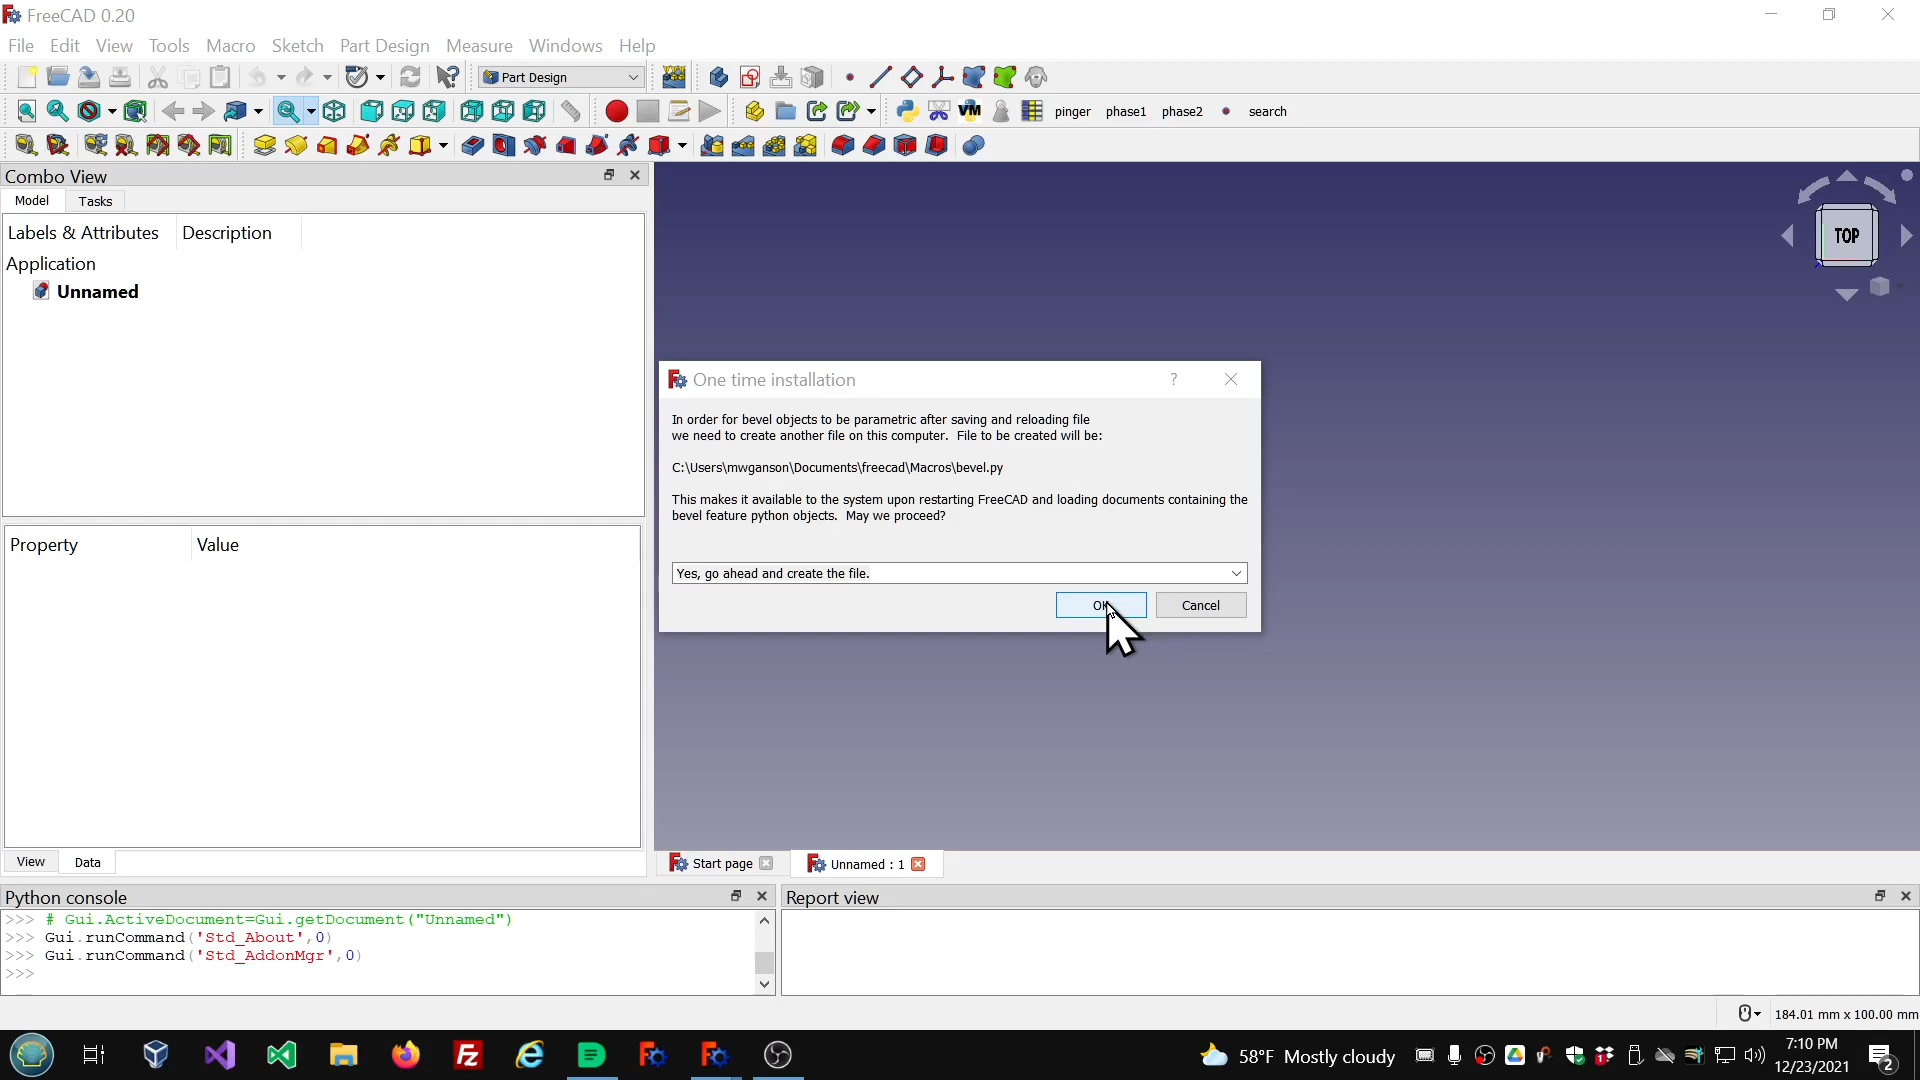 FreeCAD 0.20
File Edit View Tools Macro Sketch Part Design Measure Windows Help
Part Design
VM pinger phase1 phase2 search
Combo View
Model Tasks
Labels & Attributes Description
Application
Unnamed
TOP
One time installation
In order for bevel objects to be parametric after saving and reloading file
we need to create another file on this computer. File to be created will be:
C:\Users\mwganson\Documents\freecad\Macros\bevel.py
This makes it available to the system upon restarting FreeCAD and loading documents containing the
bevel feature python objects. May we proceed?
Yes, go ahead and create the file.
OK Cancel
Property Value
View Data
Start page Unnamed : 1
Python console
>>> # Gui.ActiveDocument=Gui.getDocument("Unnamed")
>>> Gui.runCommand('Std_About',0)
>>> Gui.runCommand('Std_AddonMgr',0)
>>>
Report view
184.01 mm x 100.00 mm
58°F Mostly cloudy
7:10 PM
12/23/2021
2